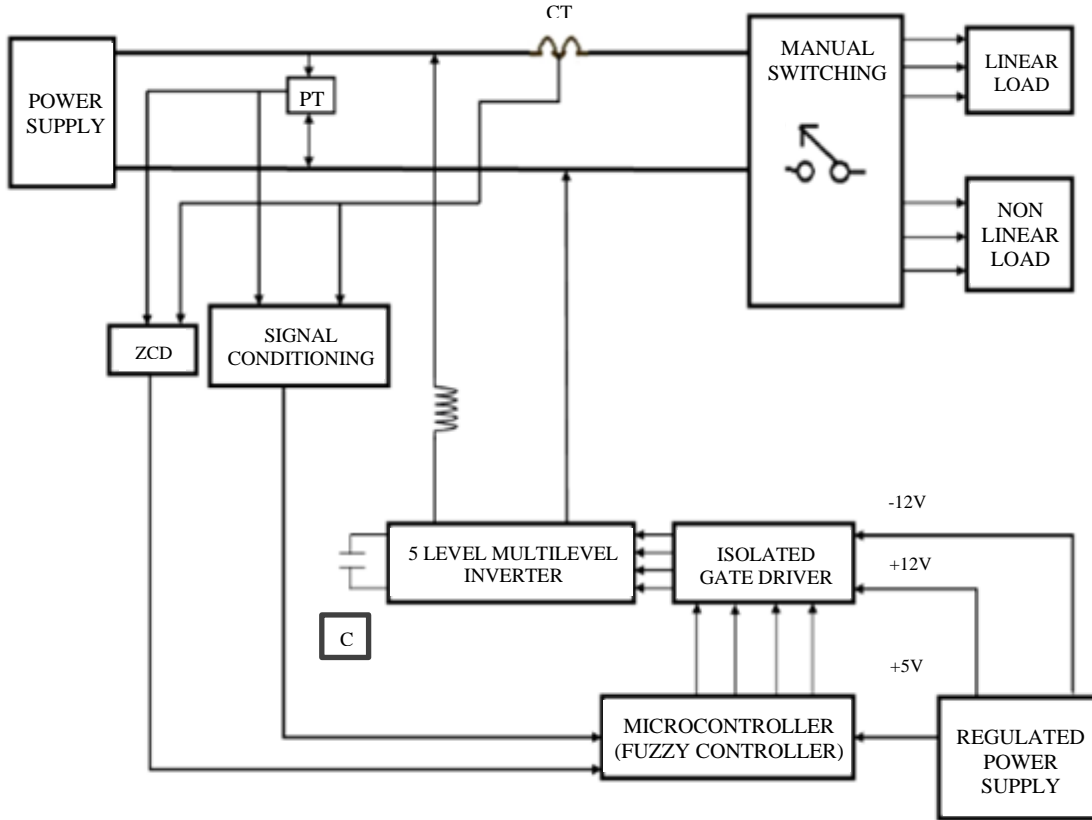 CT
POWER
SUPPLY
PT
MANUAL
SWITCHING
LINEAR
LOAD
NON
LINEAR
LOAD
ZCD
SIGNAL
CONDITIONING
5 LEVEL MULTILEVEL
INVERTER
C
ISOLATED
GATE DRIVER
-12V
+12V
+5V
MICROCONTROLLER
(FUZZY CONTROLLER)
REGULATED
POWER
SUPPLY